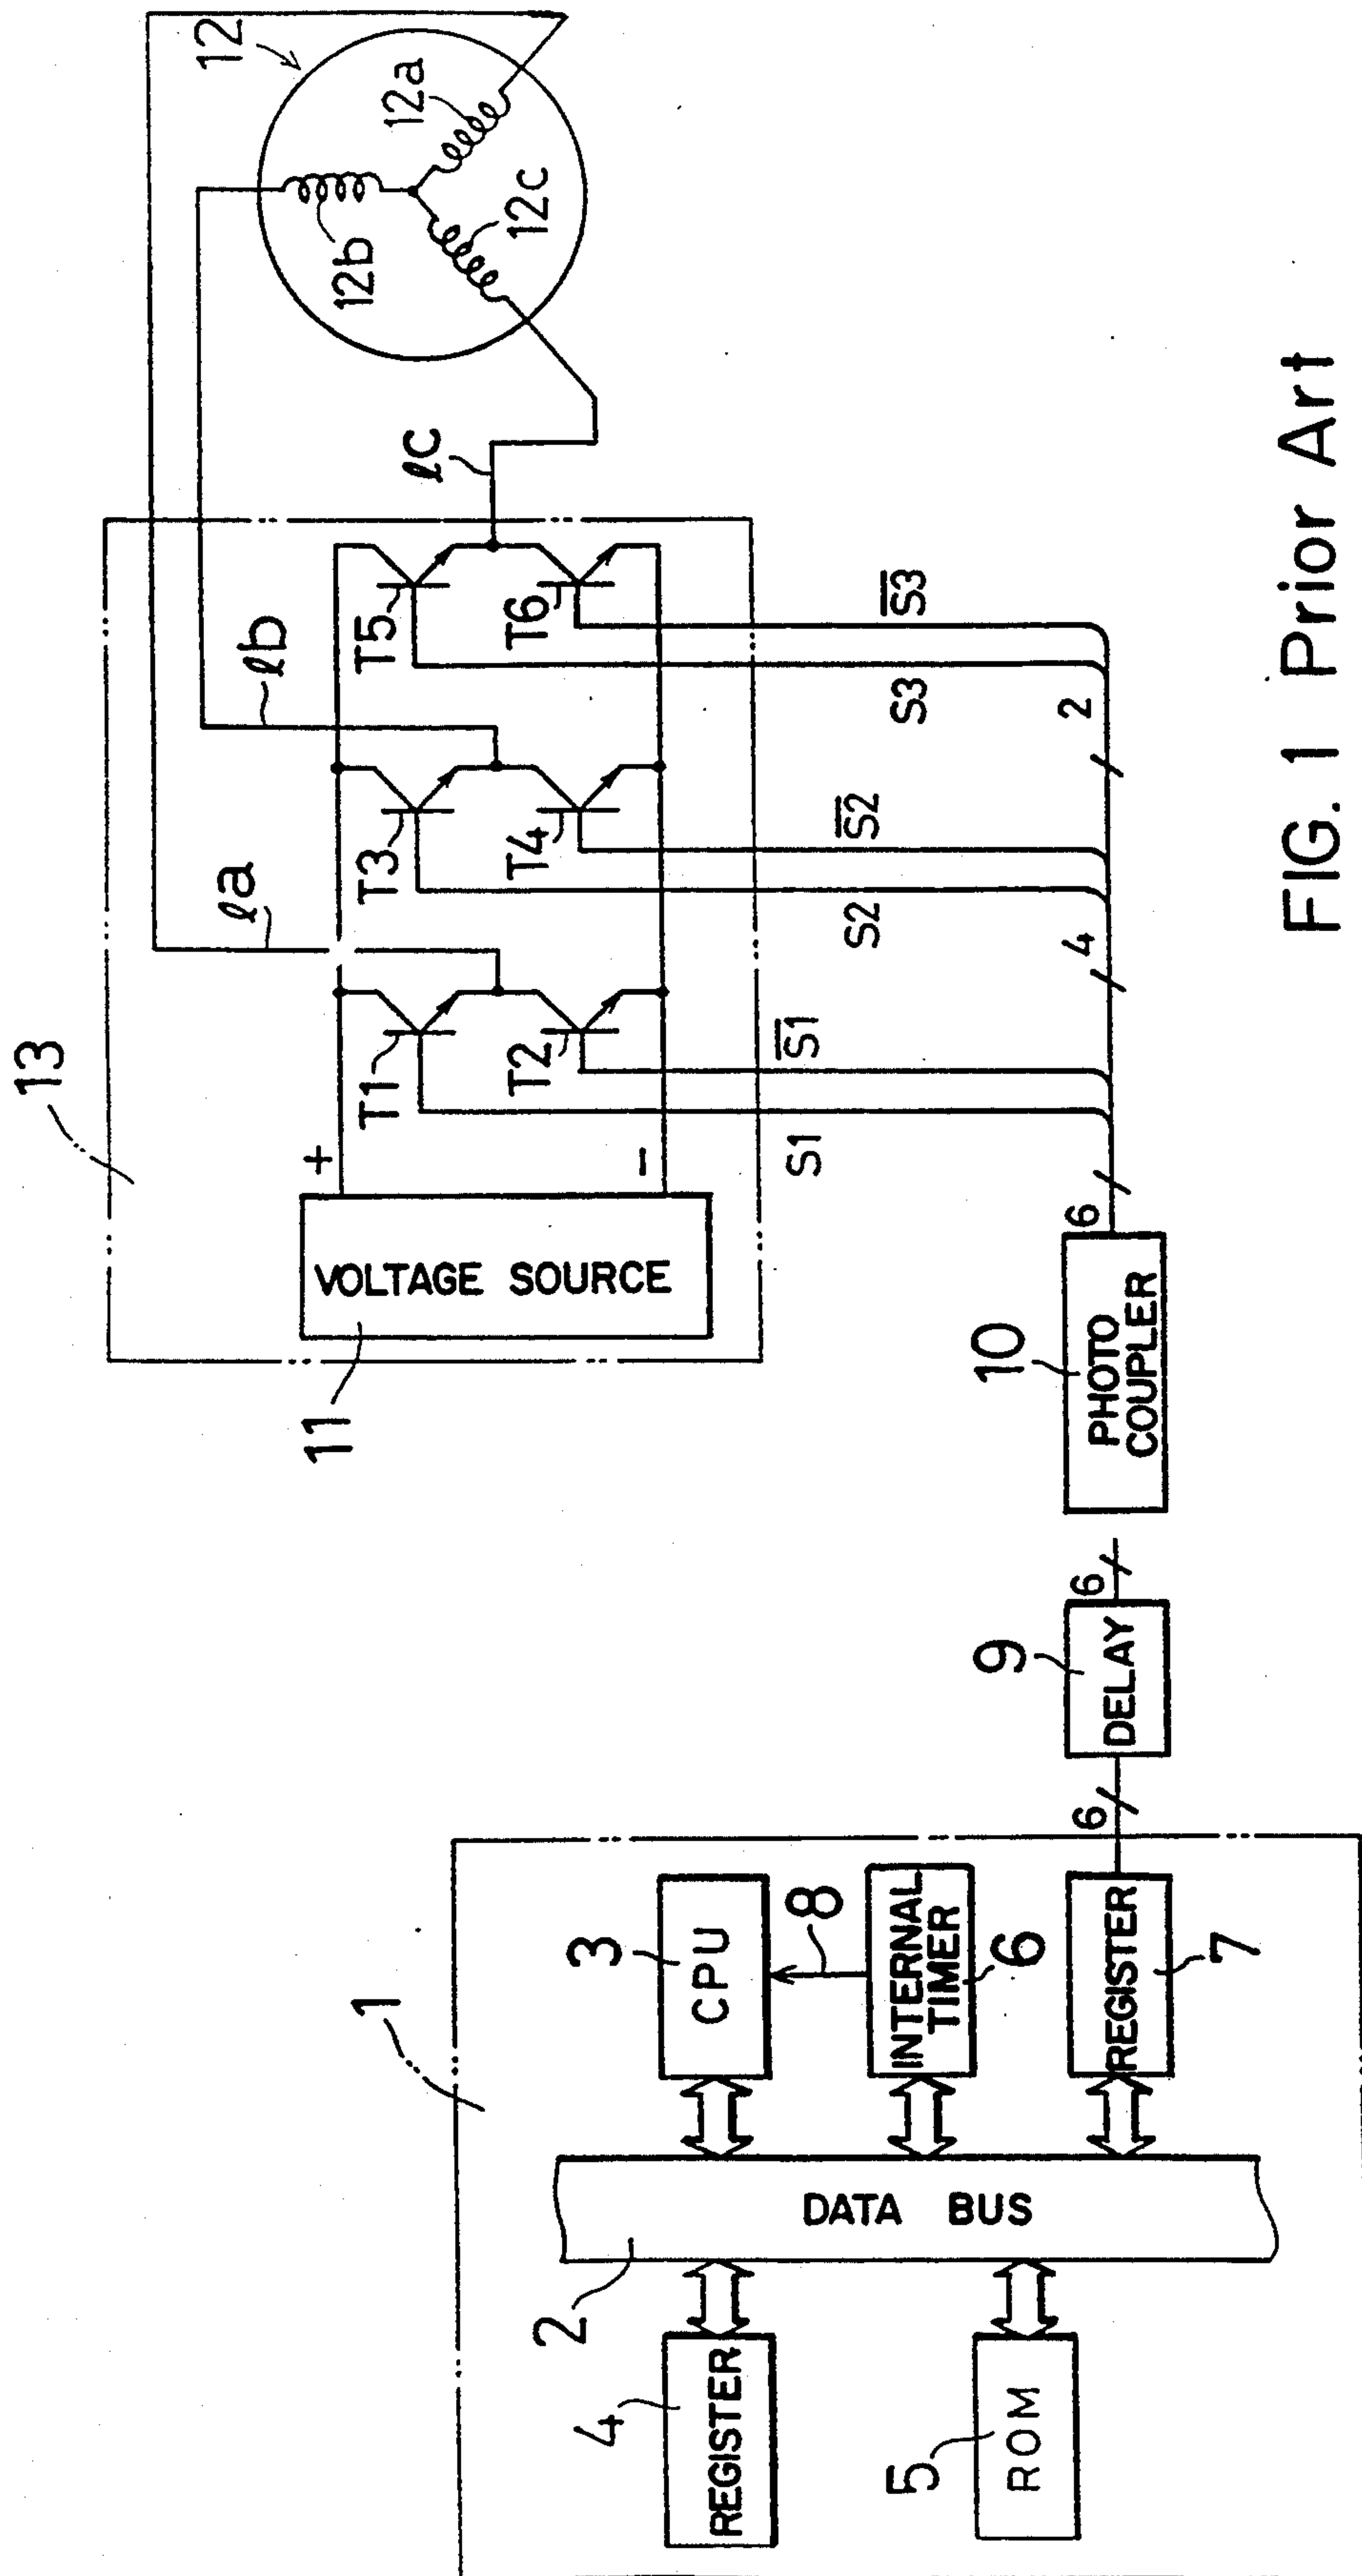 13
11
VOLTAGE SOURCE
+
-
T1
T2
T3
T4
T5
T6
ℓa
ℓb
ℓc
12
12a
12b
12c
S1
S̅1̅
S2
S̅2̅
S3
S̅3̅
1
2
DATA BUS
3
CPU
4
REGISTER
5
ROM
6
INTERNAL
TIMER
7
REGISTER
8
6
9
DELAY
6
10
PHOTO
COUPLER
6
4
2
FIG. 1 Prior Art